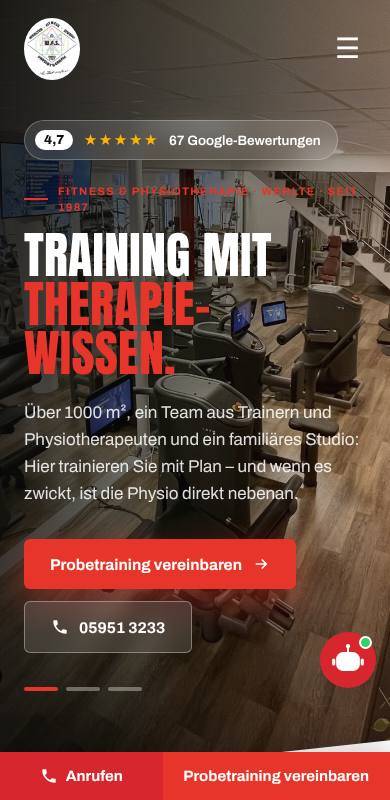 4,7 ★★★★★ 67 Google-Bewertungen
FITNESS & PHYSIOTHERAPIE · WERLTE · SEIT
1987
TRAINING MIT
THERAPIE-
WISSEN.
Über 1000 m², ein Team aus Trainern und
Physiotherapeuten und ein familiäres Studio:
Hier trainieren Sie mit Plan – und wenn es
zwickt, ist die Physio direkt nebenan.
Probetraining vereinbaren →
05951 3233
Anrufen
Probetraining vereinbaren